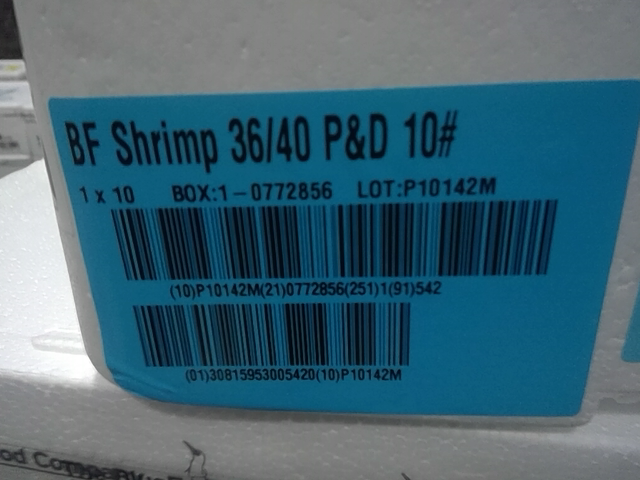 BF Shrimp 36/40 P&D 10#
1 x 10 BOX:1-0772856 LOT:P10142M
(10)P10142M(21)0772856(251)1(91)542
(01)30815953005420(10)P10142M